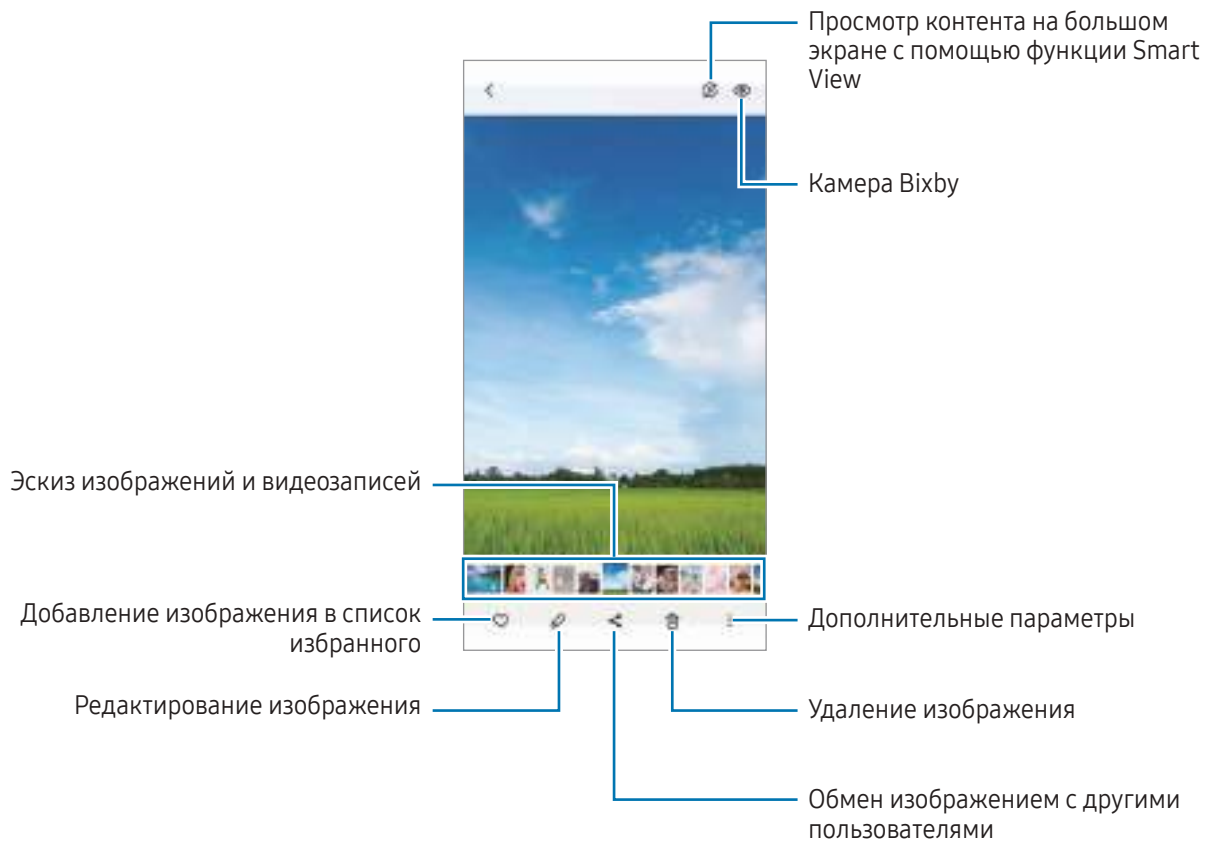 Просмотр контента на большом
экране с помощью функции Smart
View
Камера Bixby
Эскиз изображений и видеозаписей
Добавление изображения в список
избранного
Дополнительные параметры
Редактирование изображения
Удаление изображения
Обмен изображением с другими
пользователями